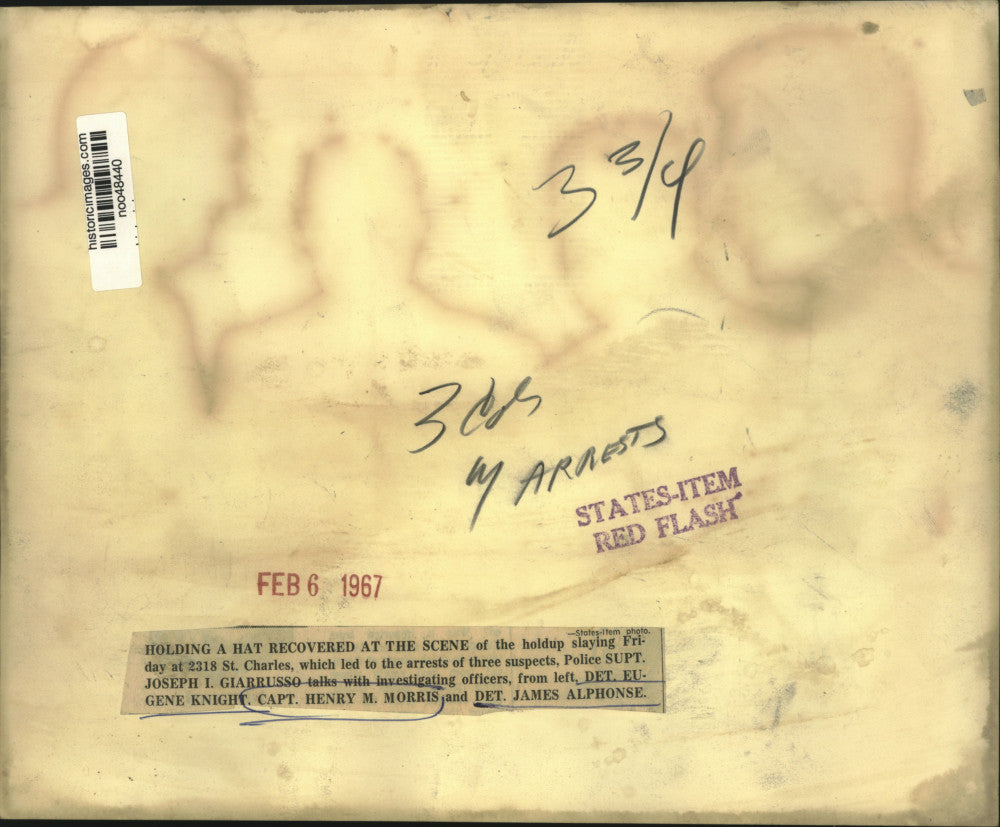 historicimages.com
noo48440
3 3/4
3 Cols
W/ ARRESTS
STATES-ITEM
RED FLASH
FEB 6 1967
—States-Item photo.
HOLDING A HAT RECOVERED AT THE SCENE of the holdup slaying Fri-
day at 2318 St. Charles, which led to the arrests of three suspects, Police SUPT.
JOSEPH I. GIARRUSSO talks with investigating officers, from left, DET. EU-
GENE KNIGHT, CAPT. HENRY M. MORRIS and DET. JAMES ALPHONSE.